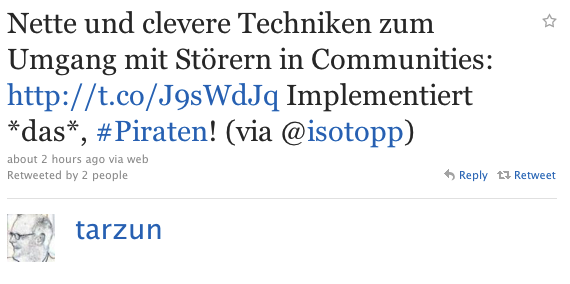 Nette und clevere Techniken zum
Umgang mit Störern in Communities:
http://t.co/J9sWdJq Implementiert
*das*, #Piraten! (via @isotopp)
about 2 hours ago via web
Retweeted by 2 people
Reply Retweet
tarzun